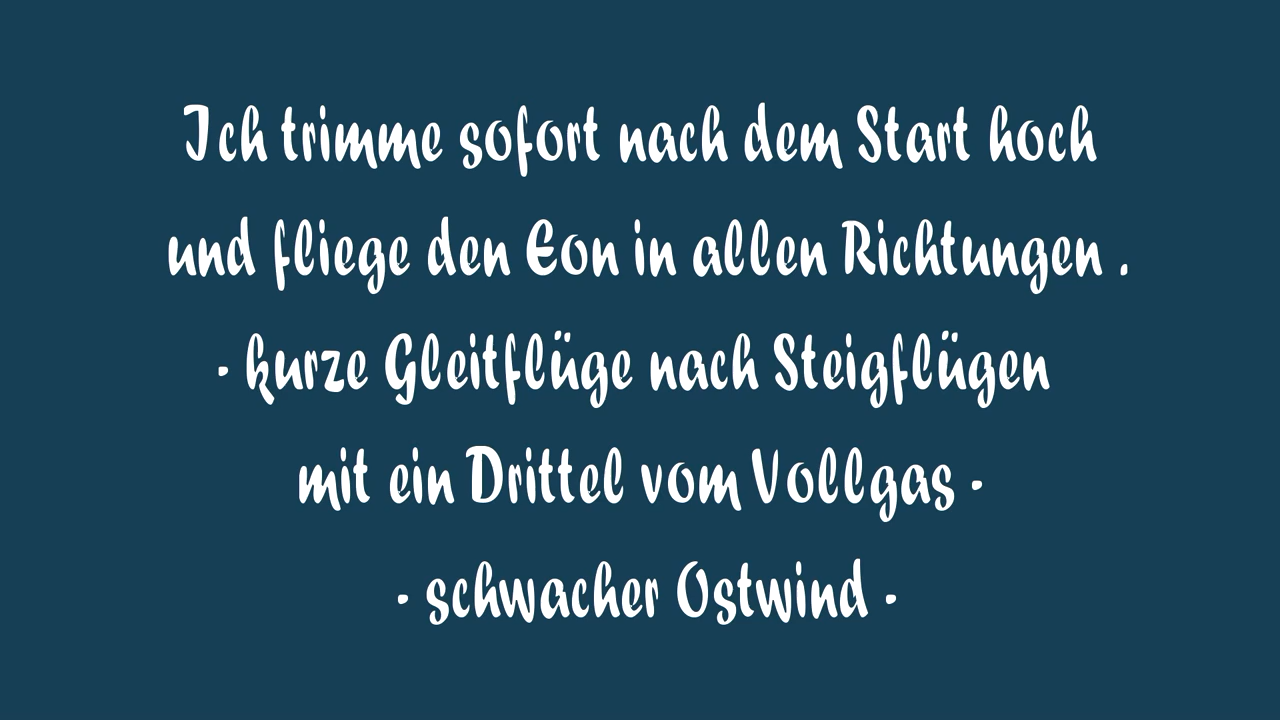 Ich trimme sofort nach dem Start hoch
und fliege den Eon in allen Richtungen .
- kurze Gleitflüge nach Steigflügen
mit ein Drittel vom Vollgas -
- schwacher Ostwind -